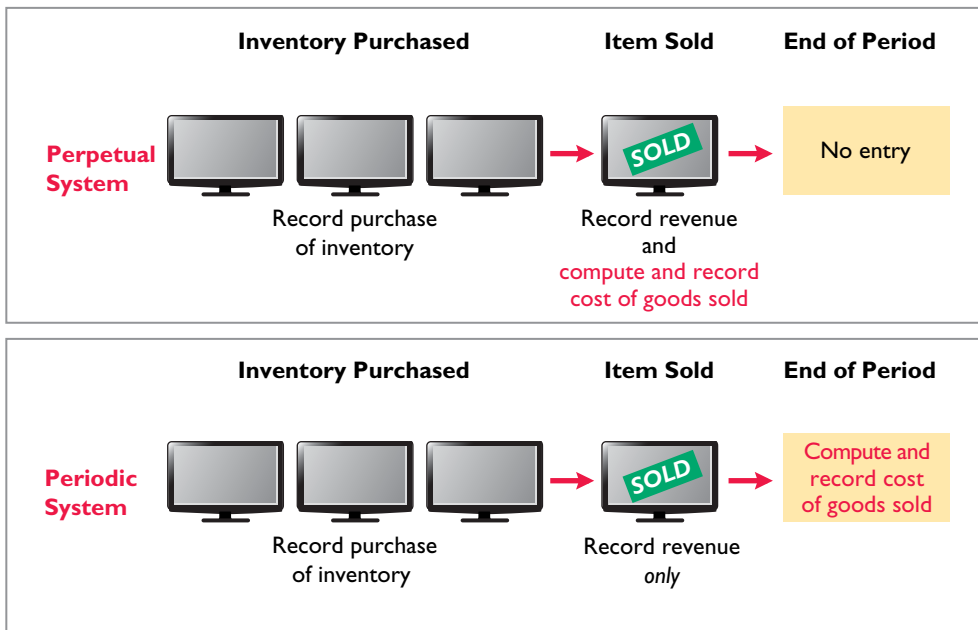 Inventory Purchased
Item Sold
End of Period
Perpetual
System
SOLD
No entry
Record purchase
of inventory
Record revenue
and
compute and record
cost of goods sold
Inventory Purchased
Item Sold
End of Period
Periodic
System
SOLD
Compute and
record cost
of goods sold
Record purchase
of inventory
Record revenue
only